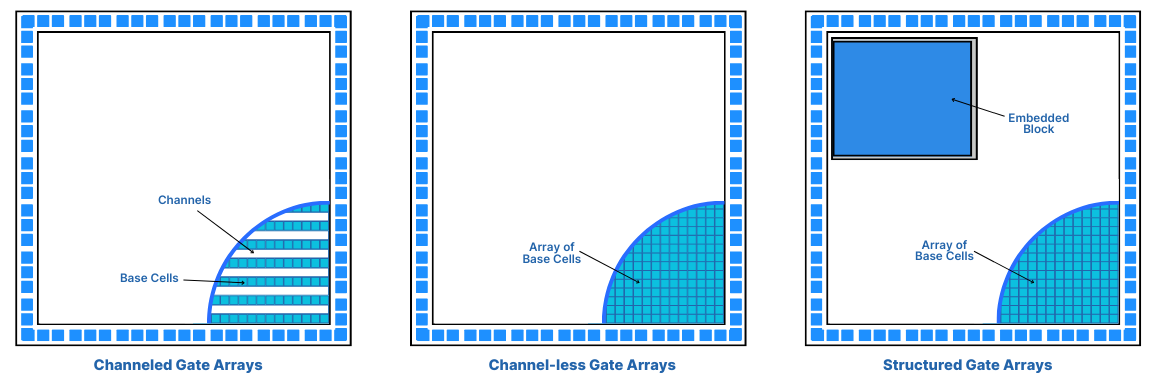 Channels
Base Cells
Channeled Gate Arrays
Array of
Base Cells
Channel-less Gate Arrays
Embedded
Block
Array of
Base Cells
Structured Gate Arrays